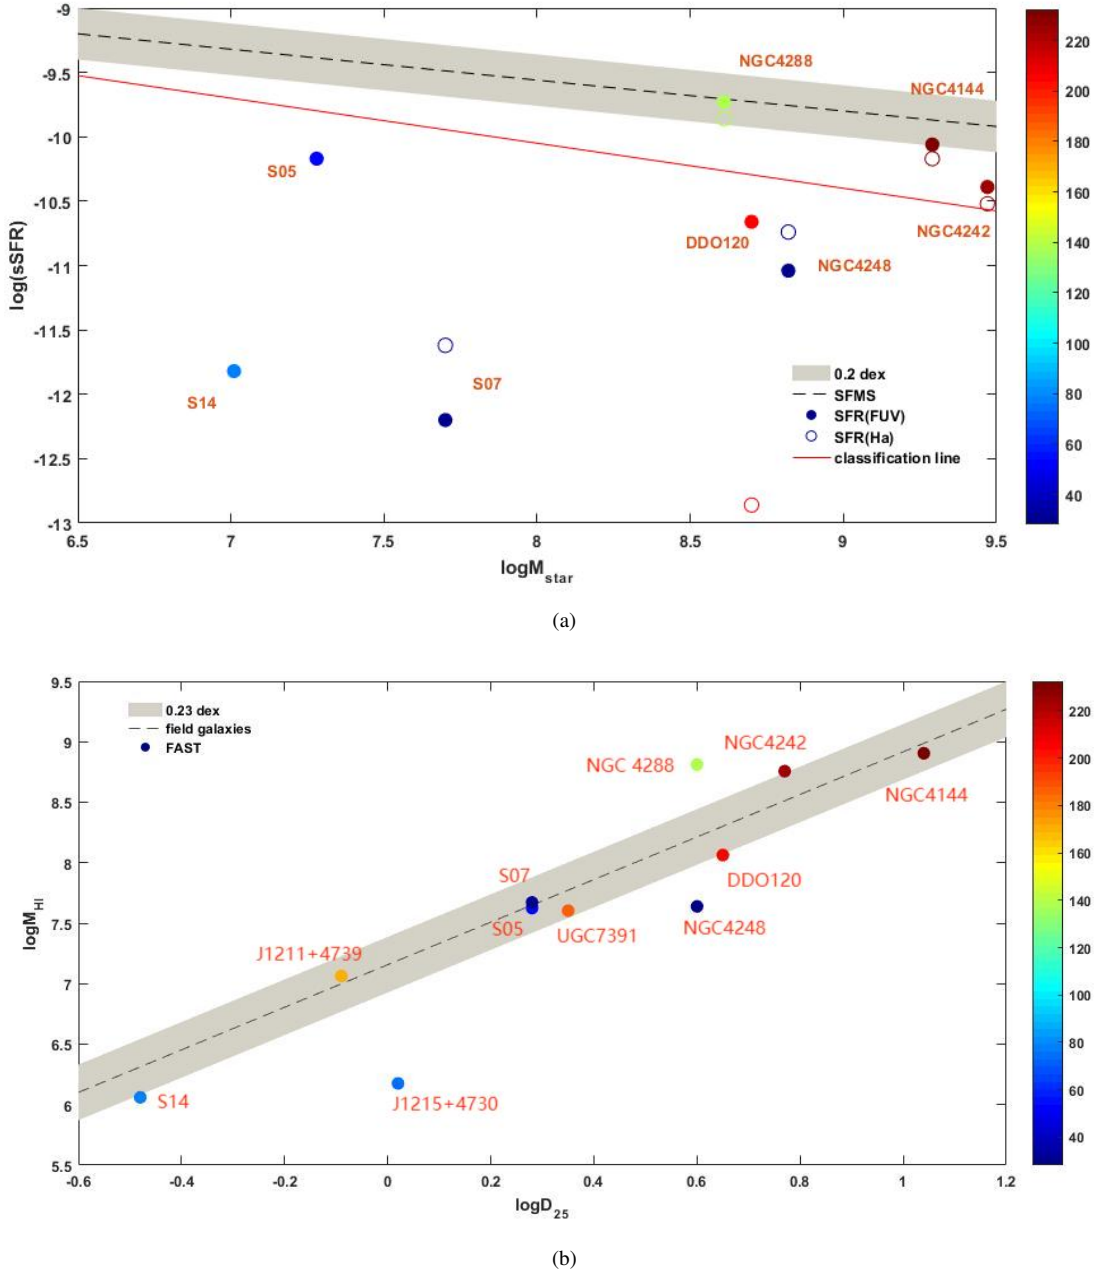 -9
-9.5
-10
-10.5
-11
-11.5
-12
-12.5
-13
log(sSFR)
NGC4288
NGC4144
S05
DDO120
NGC4242
NGC4248
S07
S14
0.2 dex
SFMS
SFR(FUV)
SFR(Ha)
classification line
6.5 7 7.5 8 8.5 9 9.5
logM_star
220
200
180
160
140
120
100
80
60
40
(a)
9.5
9
8.5
8
7.5
7
6.5
6
5.5
logM_HI
0.23 dex
field galaxies
FAST
NGC4242
NGC 4288
NGC4144
S07
DDO120
S05
UGC7391
NGC4248
J1211+4739
S14
J1215+4730
-0.6 -0.4 -0.2 0 0.2 0.4 0.6 0.8 1 1.2
logD_25
220
200
180
160
140
120
100
80
60
40
(b)